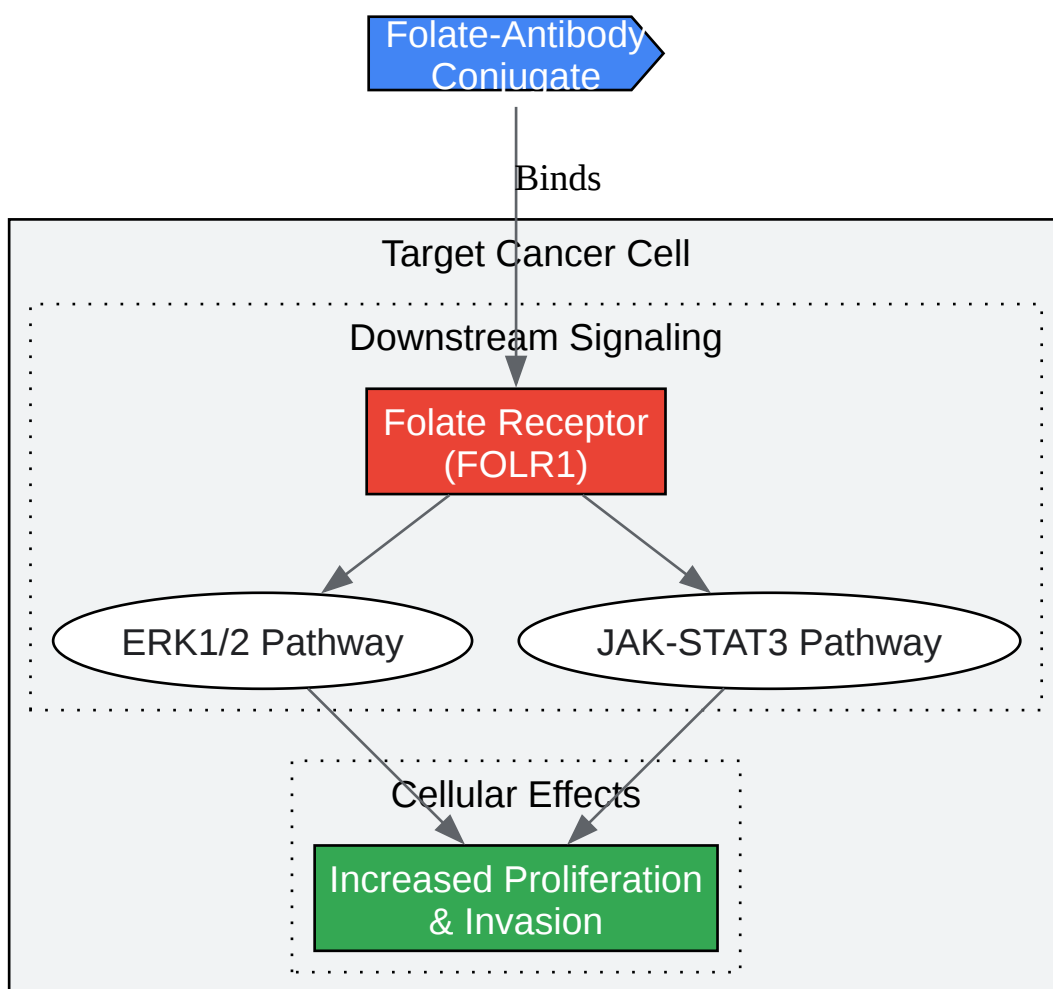 Folate-Antibody
Conjugate
Binds
Target Cancer Cell
Downstream Signaling
Folate Receptor
(FOLR1)
ERK1/2 Pathway
JAK-STAT3 Pathway
Cellular Effects
Increased Proliferation
& Invasion